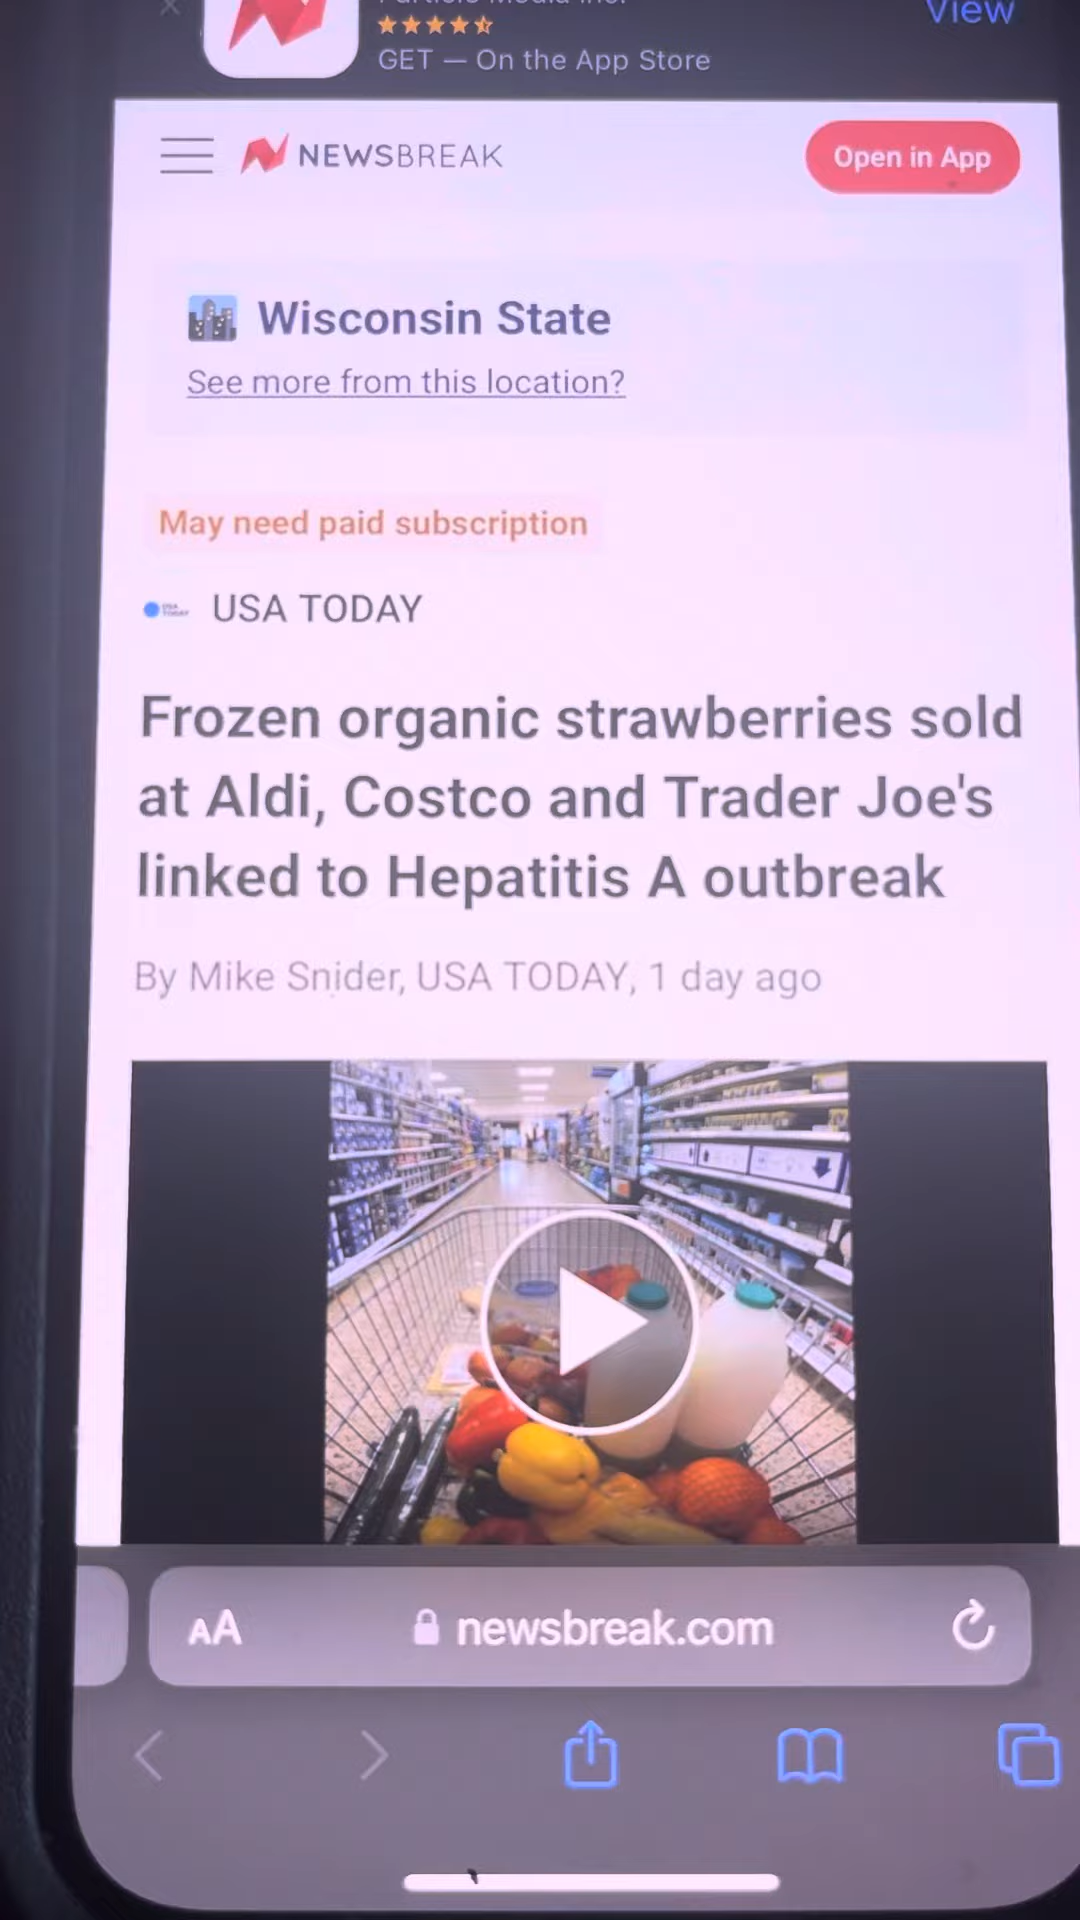 View
GET — On the App Store
NEWSBREAK
Open in App
Wisconsin State
See more from this location?
May need paid subscription
USA TODAY
Frozen organic strawberries sold
at Aldi, Costco and Trader Joe's
linked to Hepatitis A outbreak
By Mike Snider, USA TODAY, 1 day ago
AA
newsbreak.com